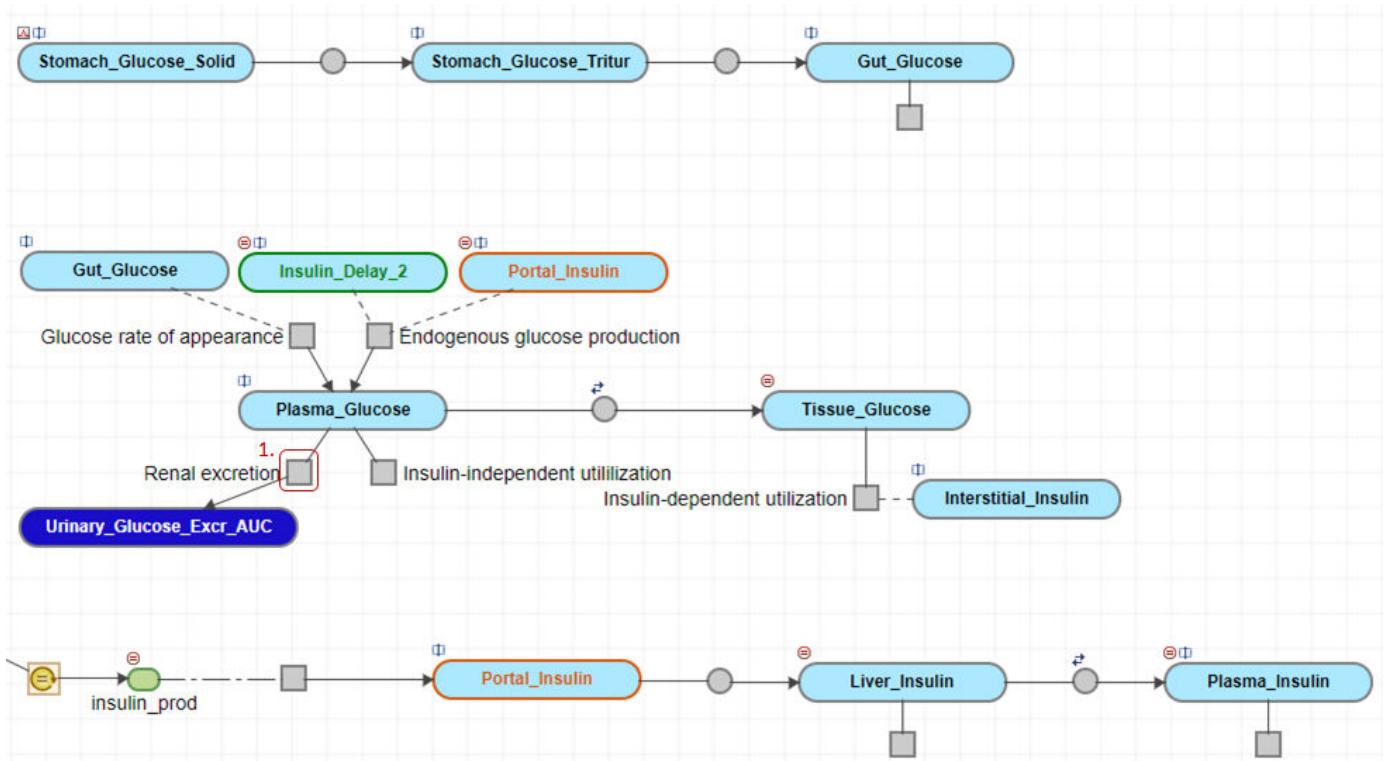 Stomach_Glucose_Solid
Stomach_Glucose_Tritur
Gut_Glucose
Gut_Glucose
Insulin_Delay_2
Portal_Insulin
Glucose rate of appearance
Endogenous glucose production
Plasma_Glucose
Tissue_Glucose
1.
Renal excretion
Insulin-independent utililization
Insulin-dependent utilization
Interstitial_Insulin
Urinary_Glucose_Excr_AUC
insulin_prod
Portal_Insulin
Liver_Insulin
Plasma_Insulin